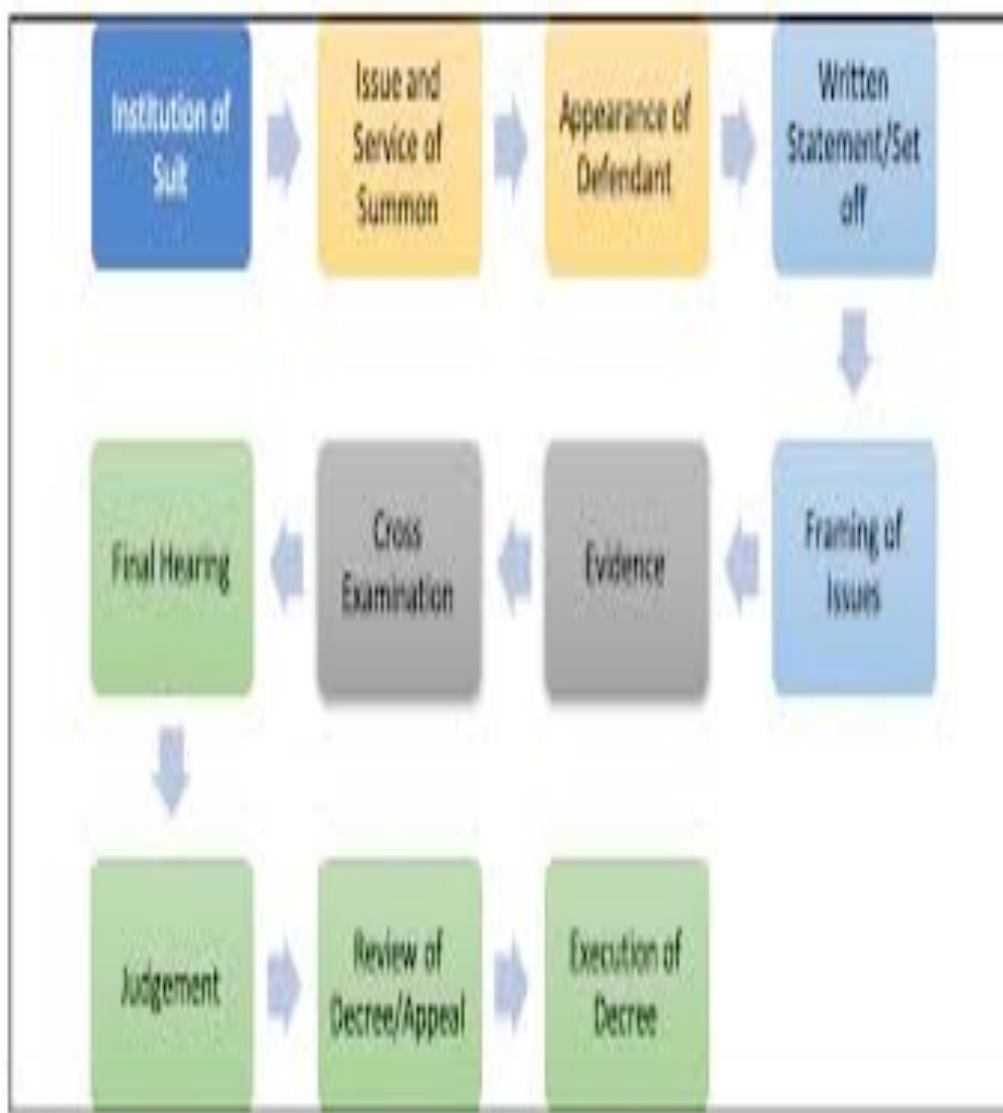 Institution of
Suit
Issue and
Service of
Summon
Appearance of
Defendant
Written
Statement/Set
off
Framing of
Issues
Evidence
Cross
Examination
Final Hearing
Judgement
Review of
Decree/Appeal
Execution of
Decree